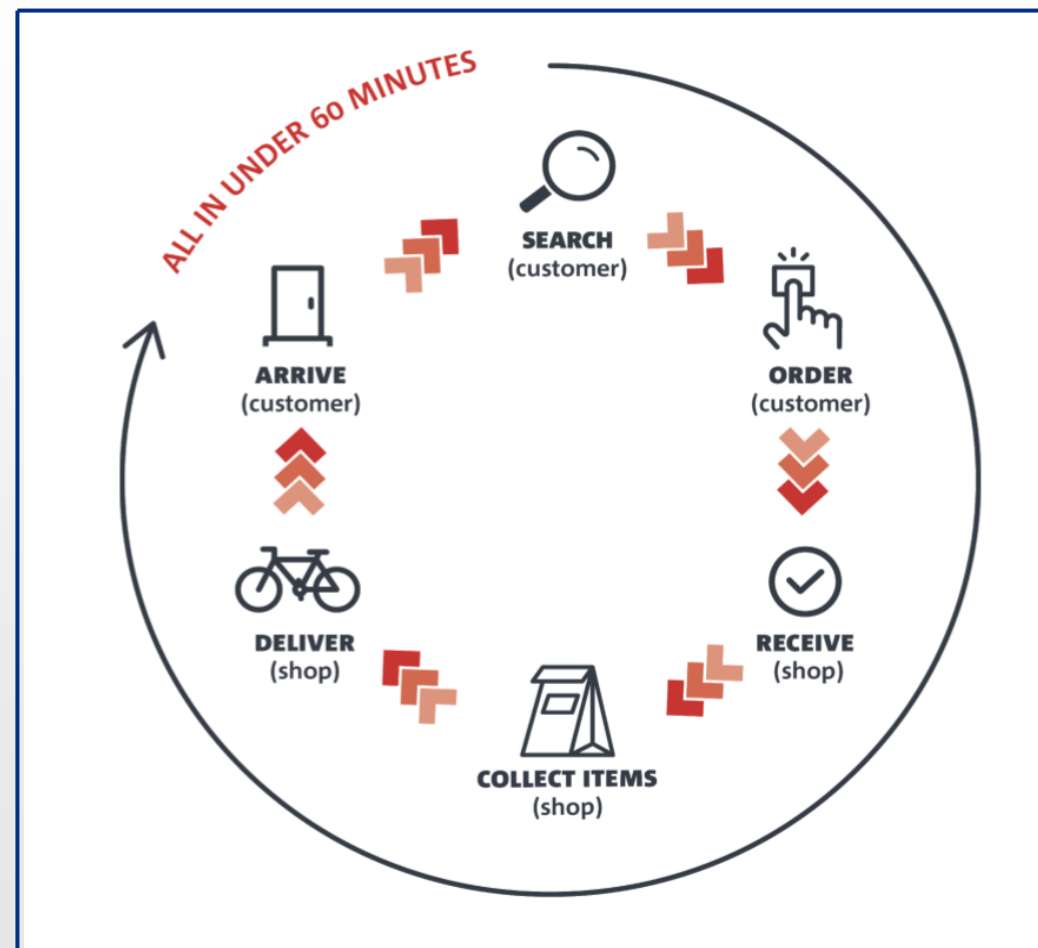 ALL IN UNDER 60 MINUTES
SEARCH
(customer)
ORDER
(customer)
RECEIVE
(shop)
COLLECT ITEMS
(shop)
DELIVER
(shop)
ARRIVE
(customer)